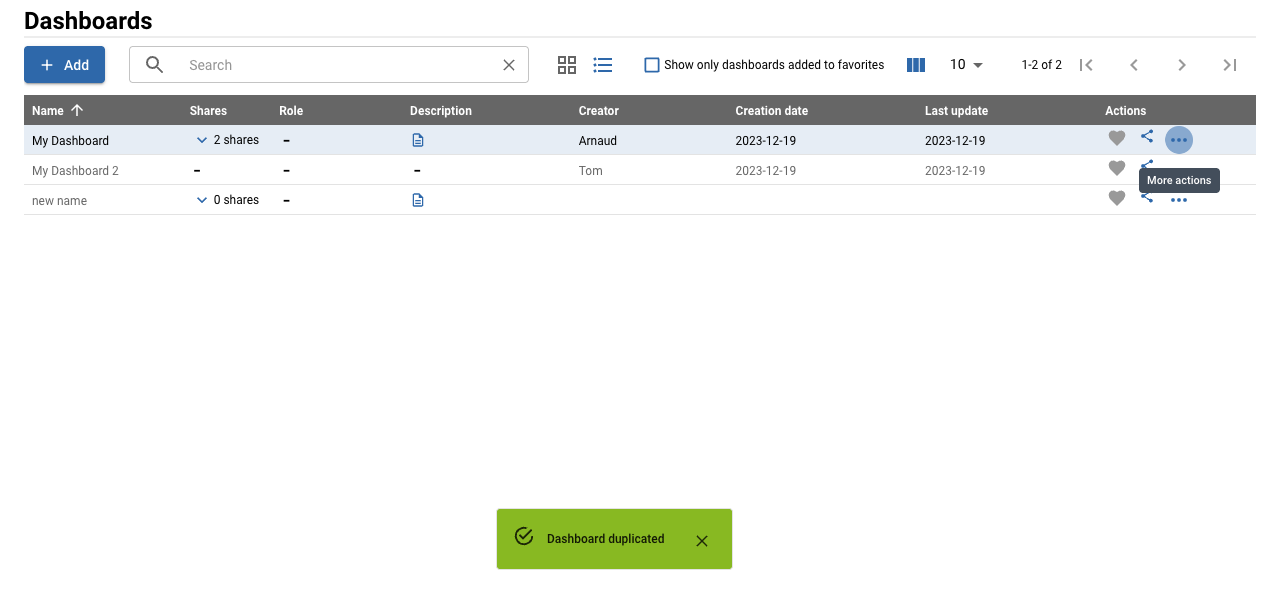 Dashboards
Add
Search
Show only dashboards added to favorites
10
1-2 of 2
Name Shares Role Description Creator Creation date Last update Actions
My Dashboard 2 shares – Arnaud 2023-12-19 2023-12-19
My Dashboard 2 – – – Tom 2023-12-19 2023-12-19
More actions
new name 0 shares –
Dashboard duplicated